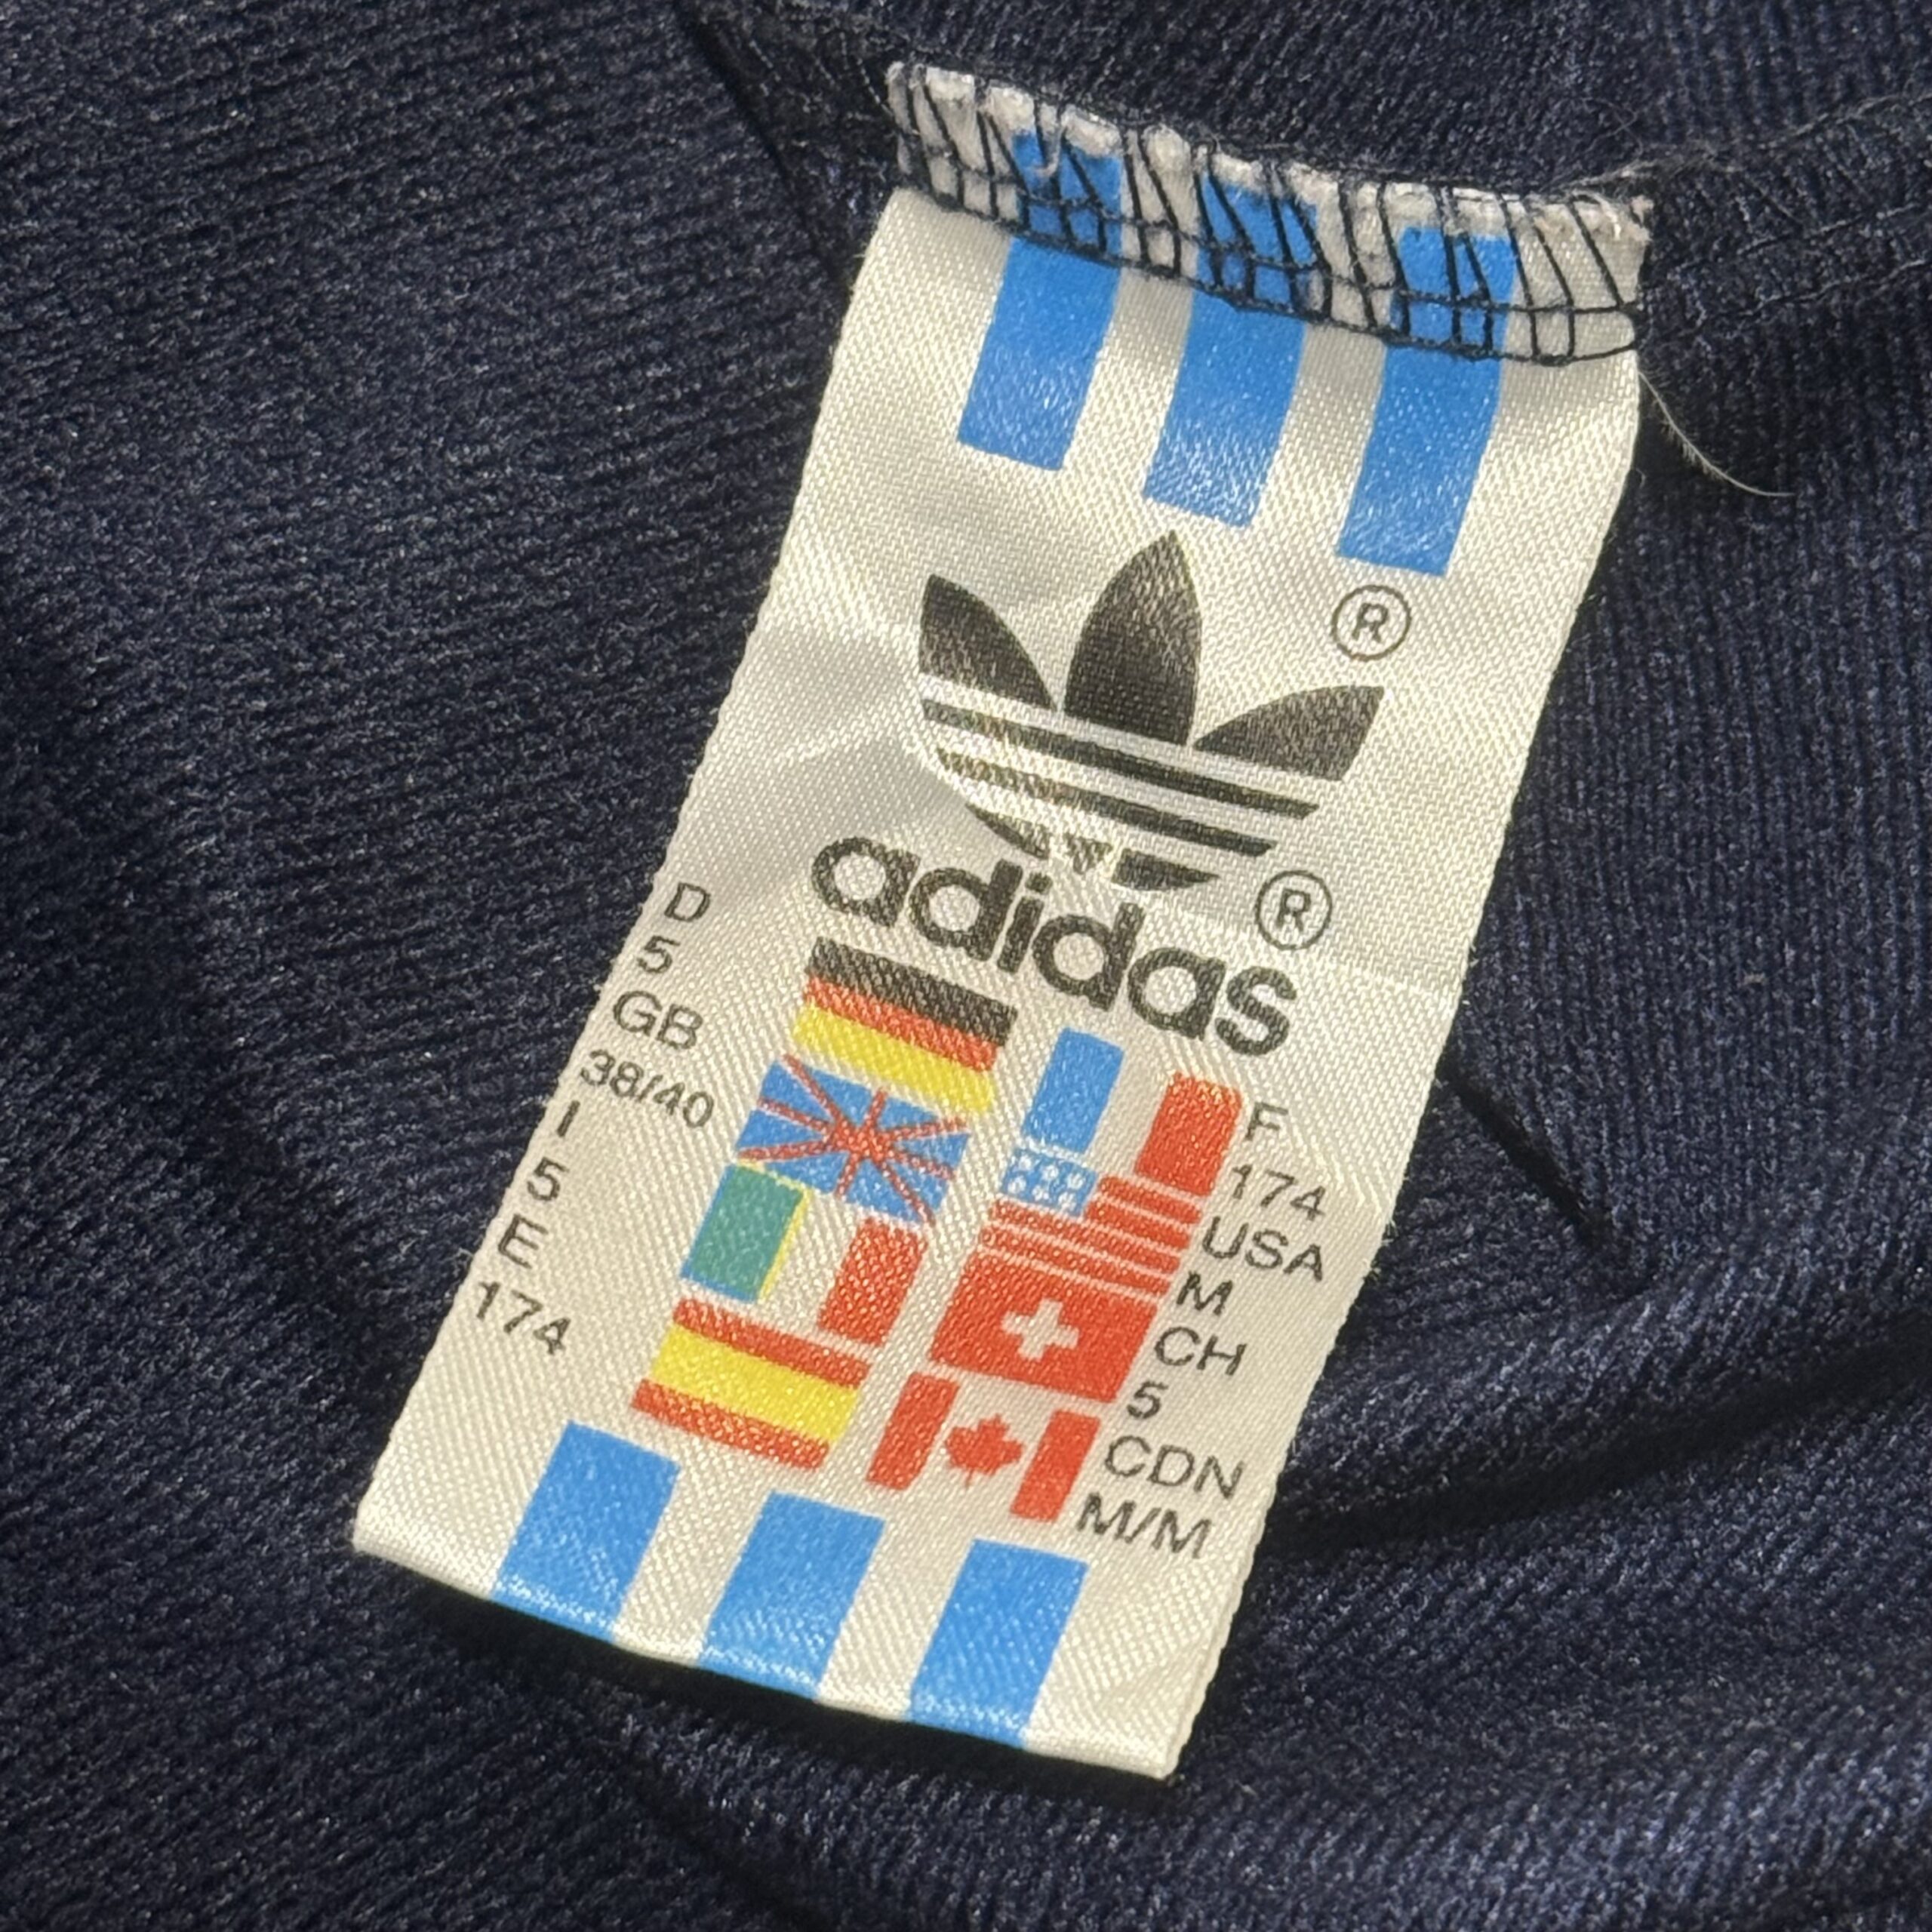 ®
adidas ®
D
5
GB
38/40
I
5
E
174
F
174
USA
M
CH
5
CDN
M/M